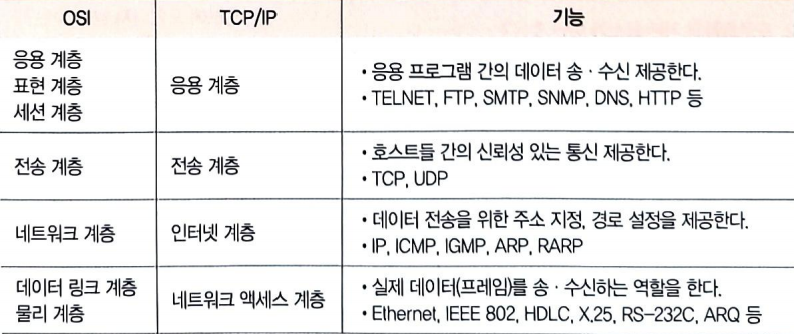 OSI TCP/IP 기능
응용 계층
표현 계층
세션 계층
응용 계층
• 응용 프로그램 간의 데이터 송 · 수신 제공한다.
• TELNET, FTP, SMTP, SNMP, DNS, HTTP 등
전송 계층
전송 계층
• 호스트들 간의 신뢰성 있는 통신 제공한다.
• TCP, UDP
네트워크 계층
인터넷 계층
• 데이터 전송을 위한 주소 지정, 경로 설정을 제공한다.
• IP, ICMP, IGMP, ARP, RARP
데이터 링크 계층
물리 계층
네트워크 액세스 계층
• 실제 데이터(프레임)를 송 · 수신하는 역할을 한다.
• Ethernet, IEEE 802, HDLC, X.25, RS-232C, ARQ 등